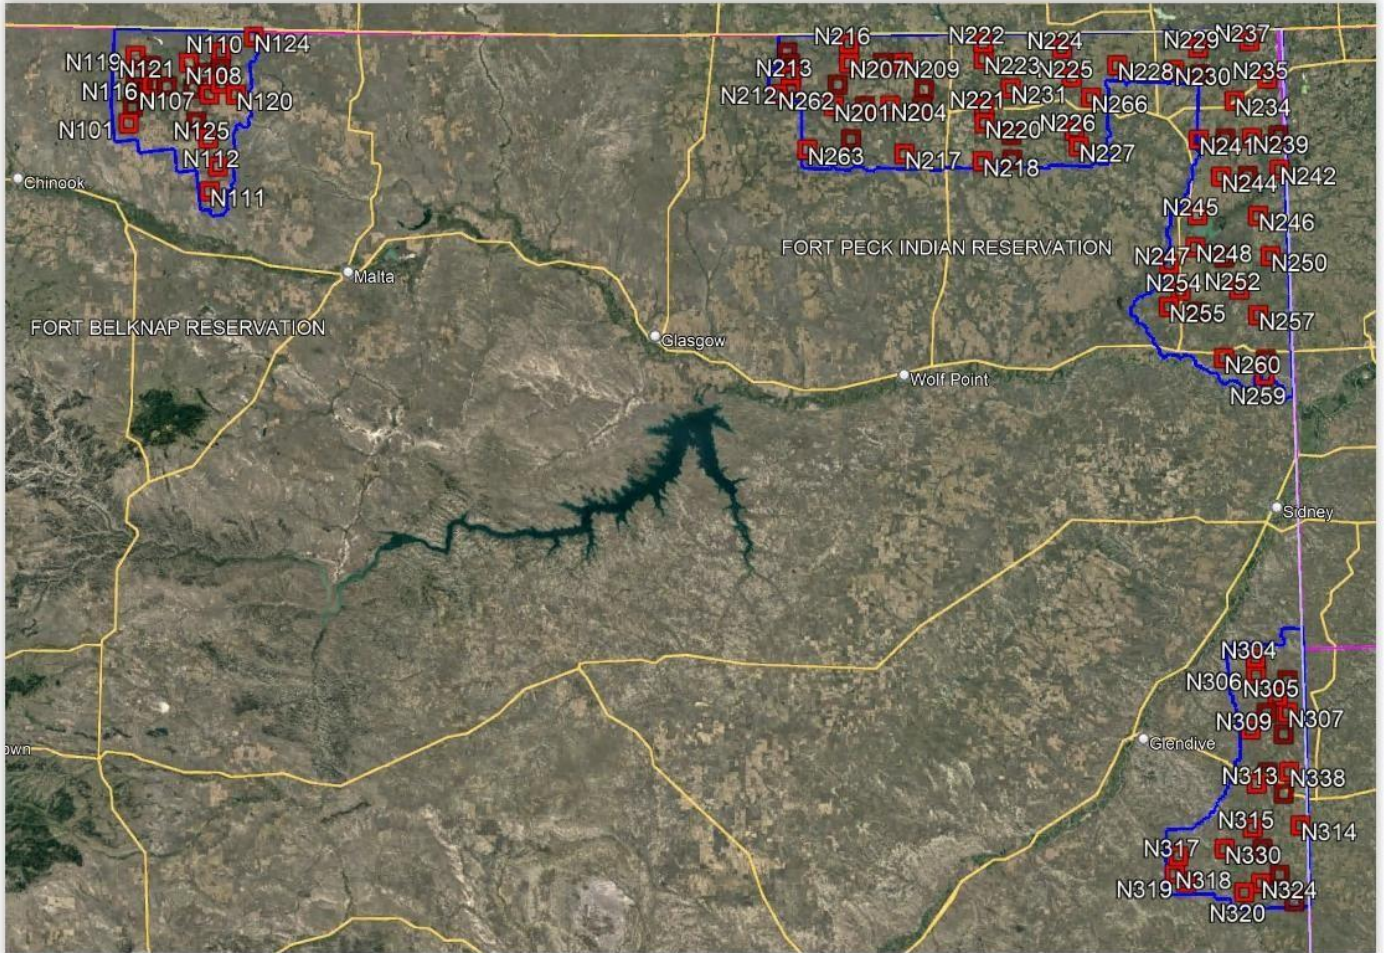 N110
N124
N119
N121
N108
N116
N107
N120
N101
N125
N112
N111
Chinook
Malta
FORT BELKNAP RESERVATION
N216
N222
N224
N229
N237
N213
N207
N209
N223
N225
N228
N230
N235
N212
N262
N201
N204
N221
N231
N266
N234
N220
N226
N241
N239
N263
N217
N218
N227
N244
N242
N245
N246
FORT PECK INDIAN RESERVATION
N247
N248
N250
N254
N252
N255
N257
Glasgow
Wolf Point
N260
N259
Sidney
N304
N306
N305
N309
N307
Glendive
own
N313
N338
N315
N314
N317
N330
N319
N318
N324
N320